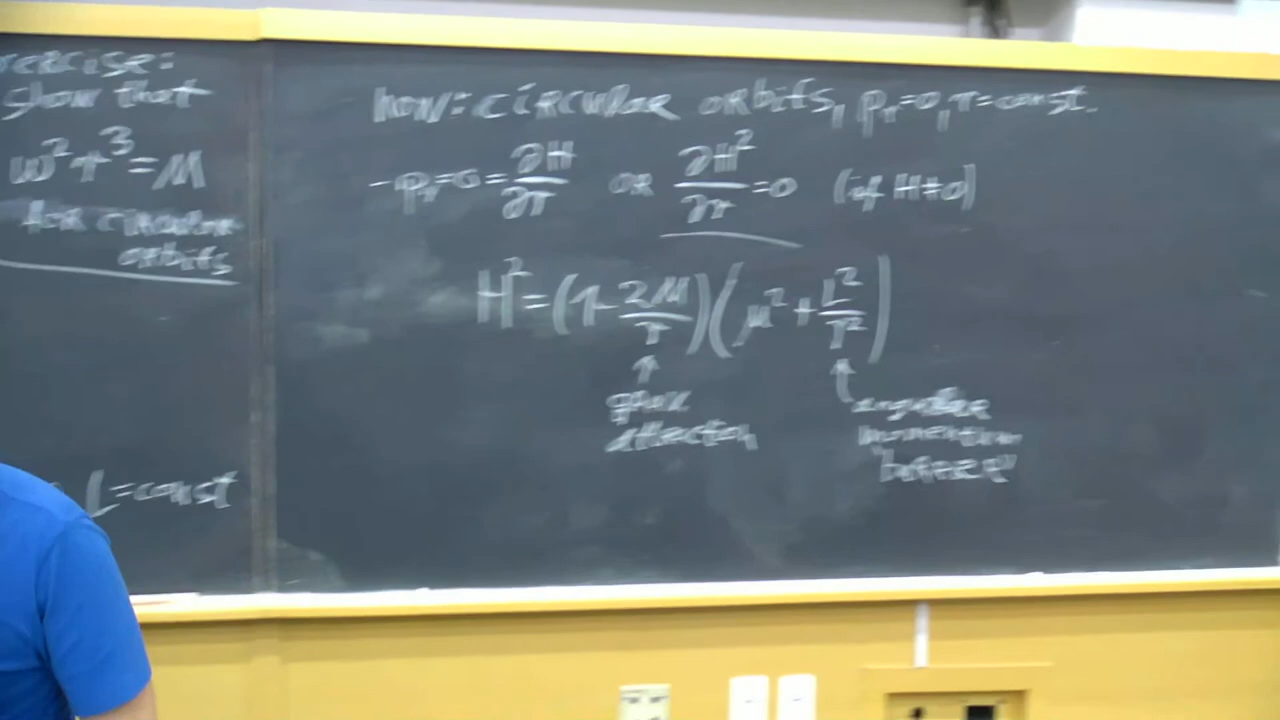 ercise:
show that
ω²r³=M
for circular
orbits
L=const
now: circular orbits, pᵣ=0, r=const.
-ṗᵣ=0=∂H/∂r or ∂H²/∂r=0 (if H≠0)
H²=(1-2M/r)(μ²+L²/r²)
grav
attraction
angular
momentum
"barrier"